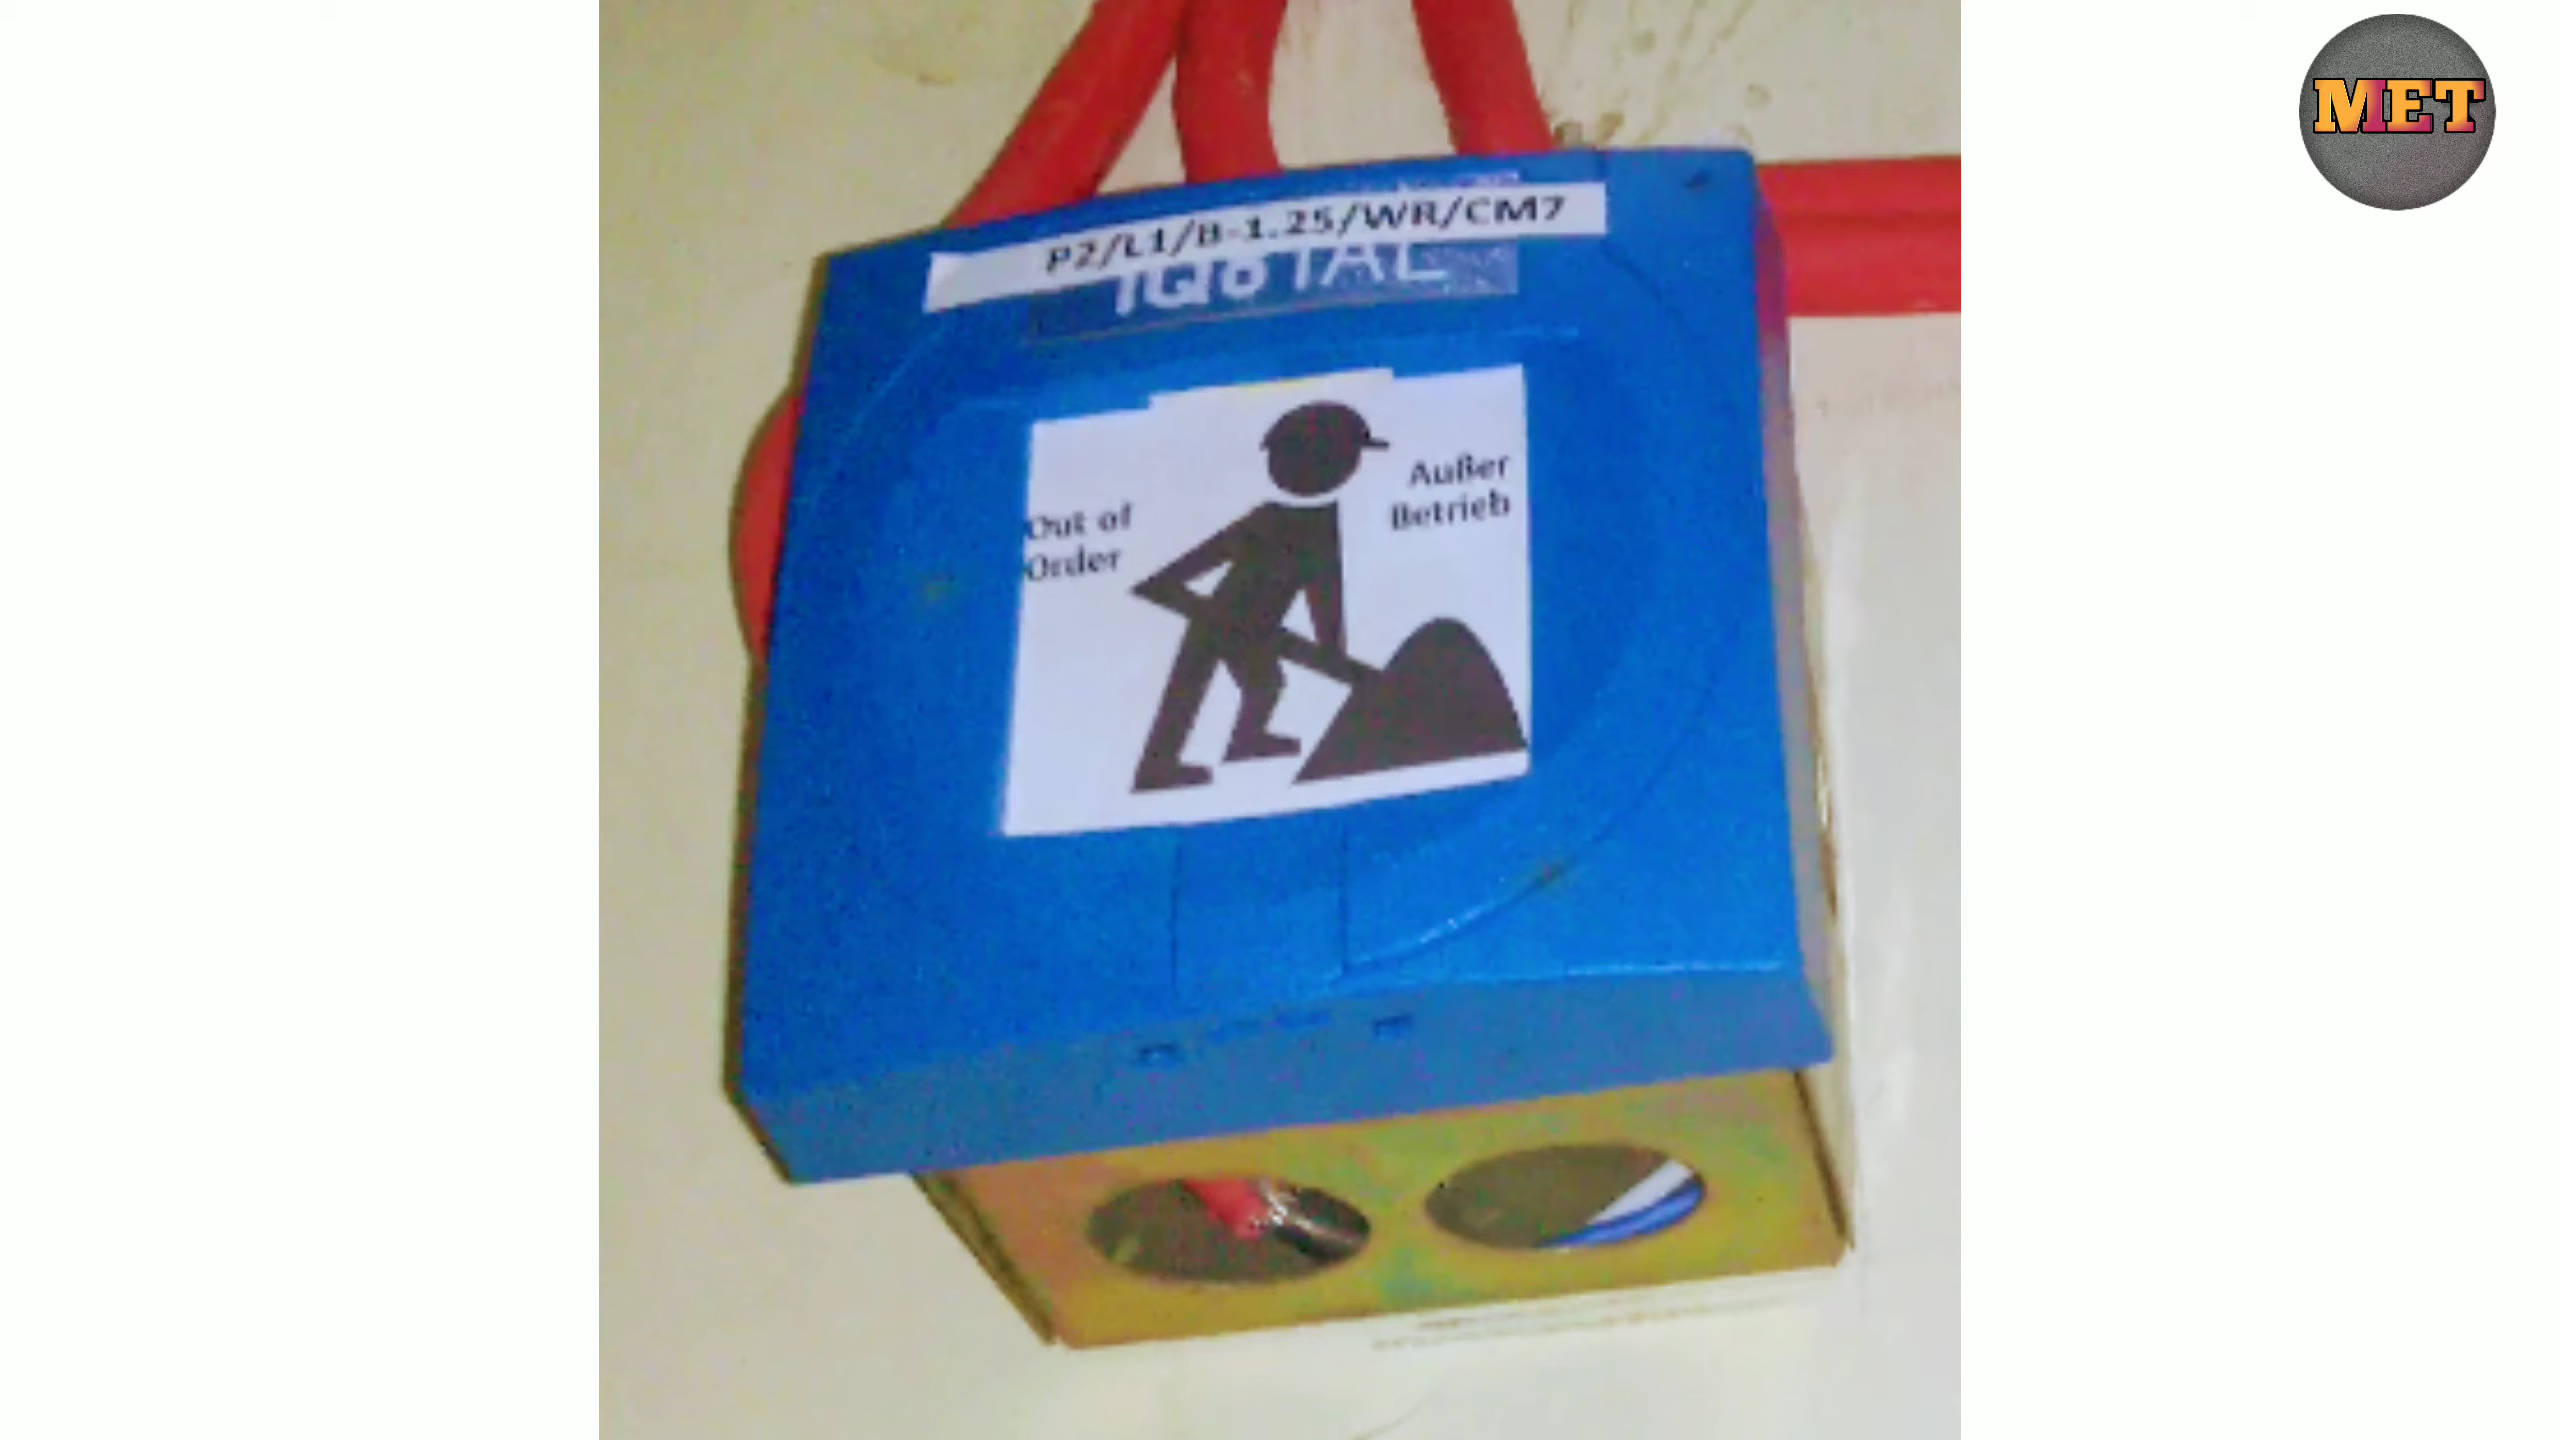 MET
P2/L1/B-1.25/WR/CM7
Out of
Order
Außer
Betrieb